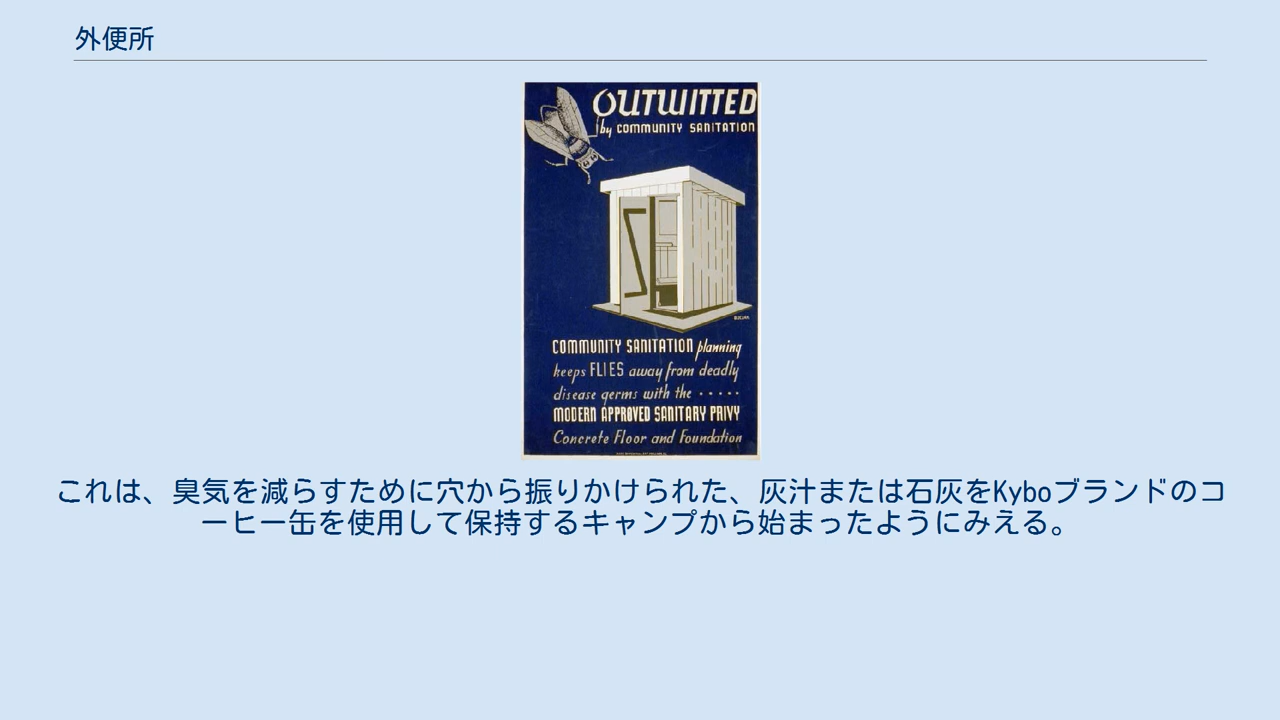 外便所
OUTWITTED
by COMMUNITY SANITATION
COMMUNITY SANITATION planning
keeps FLIES away from deadly
disease germs with the .....
MODERN APPROVED SANITARY PRIVY
Concrete Floor and Foundation
これは、臭気を減らすために穴から振りかけられた、灰汁または石灰をKyboブランドのコ
ーヒー缶を使用して保持するキャンプから始まったようにみえる。